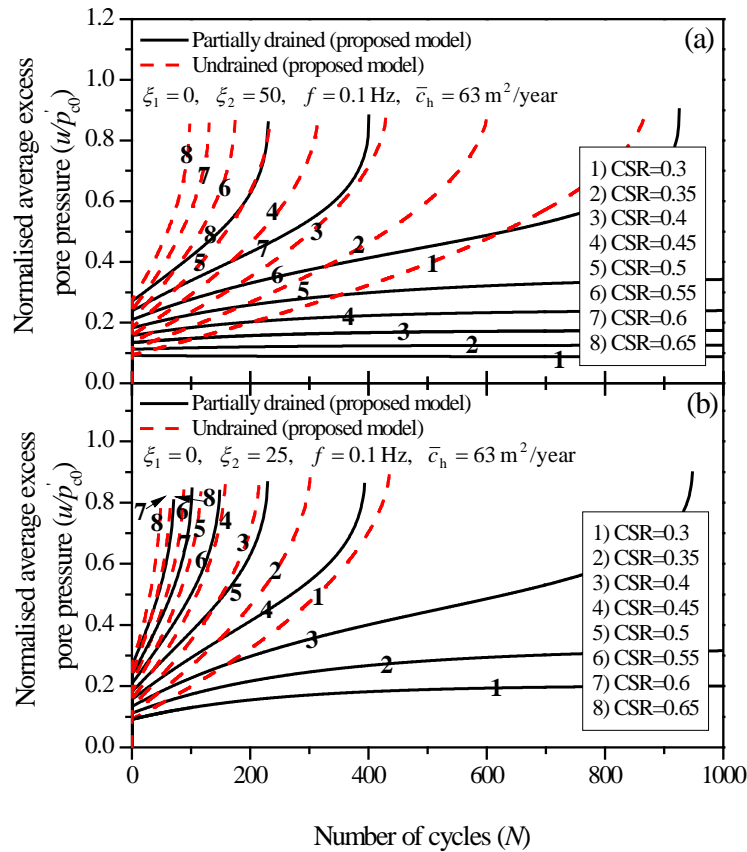 1.2
1.0
0.8
0.6
0.4
0.2
0.0
Normalised average excess
pore pressure (u/p'c0)
(a)
Partially drained (proposed model)
Undrained (proposed model)
ξ1 = 0, ξ2 = 50, f = 0.1 Hz, c̄h = 63 m²/year
8
7
6
4
3
2
1
8
5
7
6
5
4
3
2
1
1) CSR=0.3
2) CSR=0.35
3) CSR=0.4
4) CSR=0.45
5) CSR=0.5
6) CSR=0.55
7) CSR=0.6
8) CSR=0.65
1.0
0.8
0.6
0.4
0.2
0.0
Normalised average excess
pore pressure (u/p'c0)
(b)
Partially drained (proposed model)
Undrained (proposed model)
ξ1 = 0, ξ2 = 25, f = 0.1 Hz, c̄h = 63 m²/year
7
8
8
6
5
4
7
6
3
2
5
1
4
3
2
1
1) CSR=0.3
2) CSR=0.35
3) CSR=0.4
4) CSR=0.45
5) CSR=0.5
6) CSR=0.55
7) CSR=0.6
8) CSR=0.65
0 200 400 600 800 1000
Number of cycles (N)